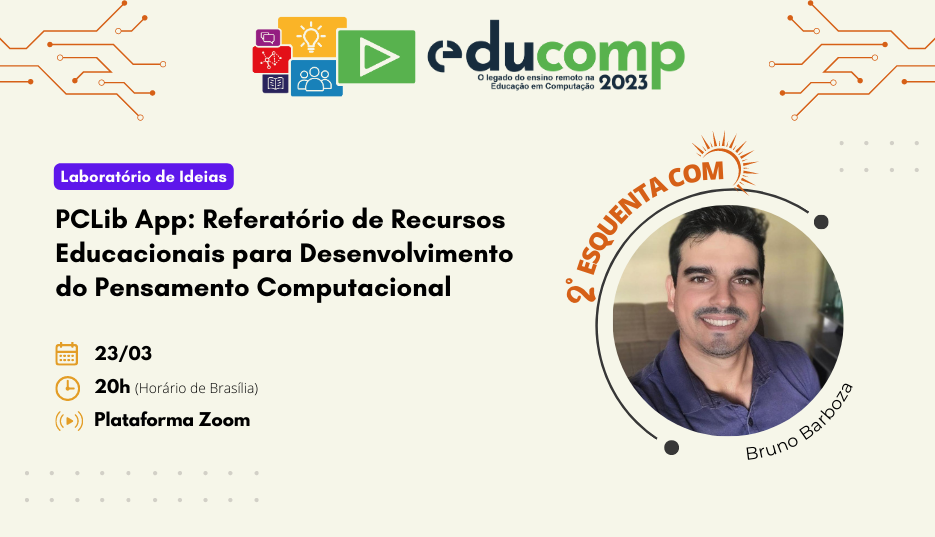 educomp
O legado do ensino remoto na
Educação em Computação 2023
Laboratório de Ideias
PCLib App: Referatório de Recursos
Educacionais para Desenvolvimento
do Pensamento Computacional
23/03
20h (Horário de Brasília)
Plataforma Zoom
2º ESQUENTA COM
Bruno Barboza